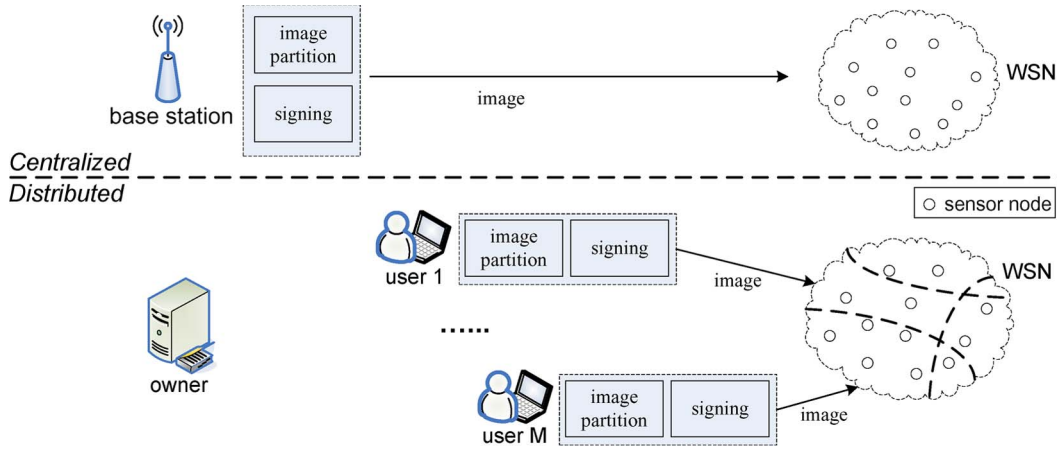 image
partition
WSN
image
signing
base station
Centralized
Distributed
sensor node
image
partition
signing
user 1
image
WSN
......
owner
image
partition
signing
image
user M